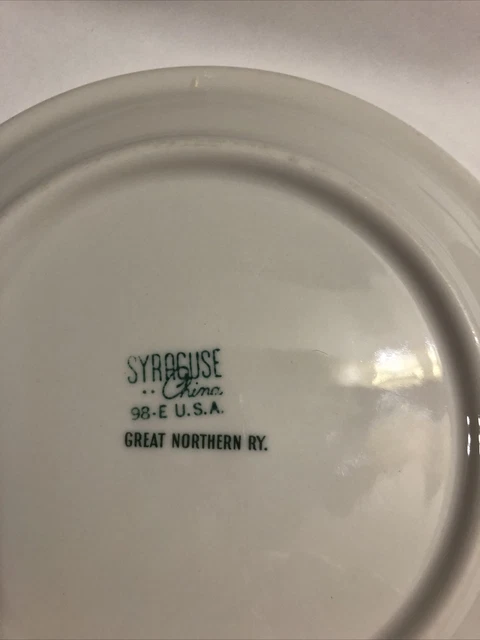 SYRACUSE
China
98-E U.S.A.
GREAT NORTHERN RY.